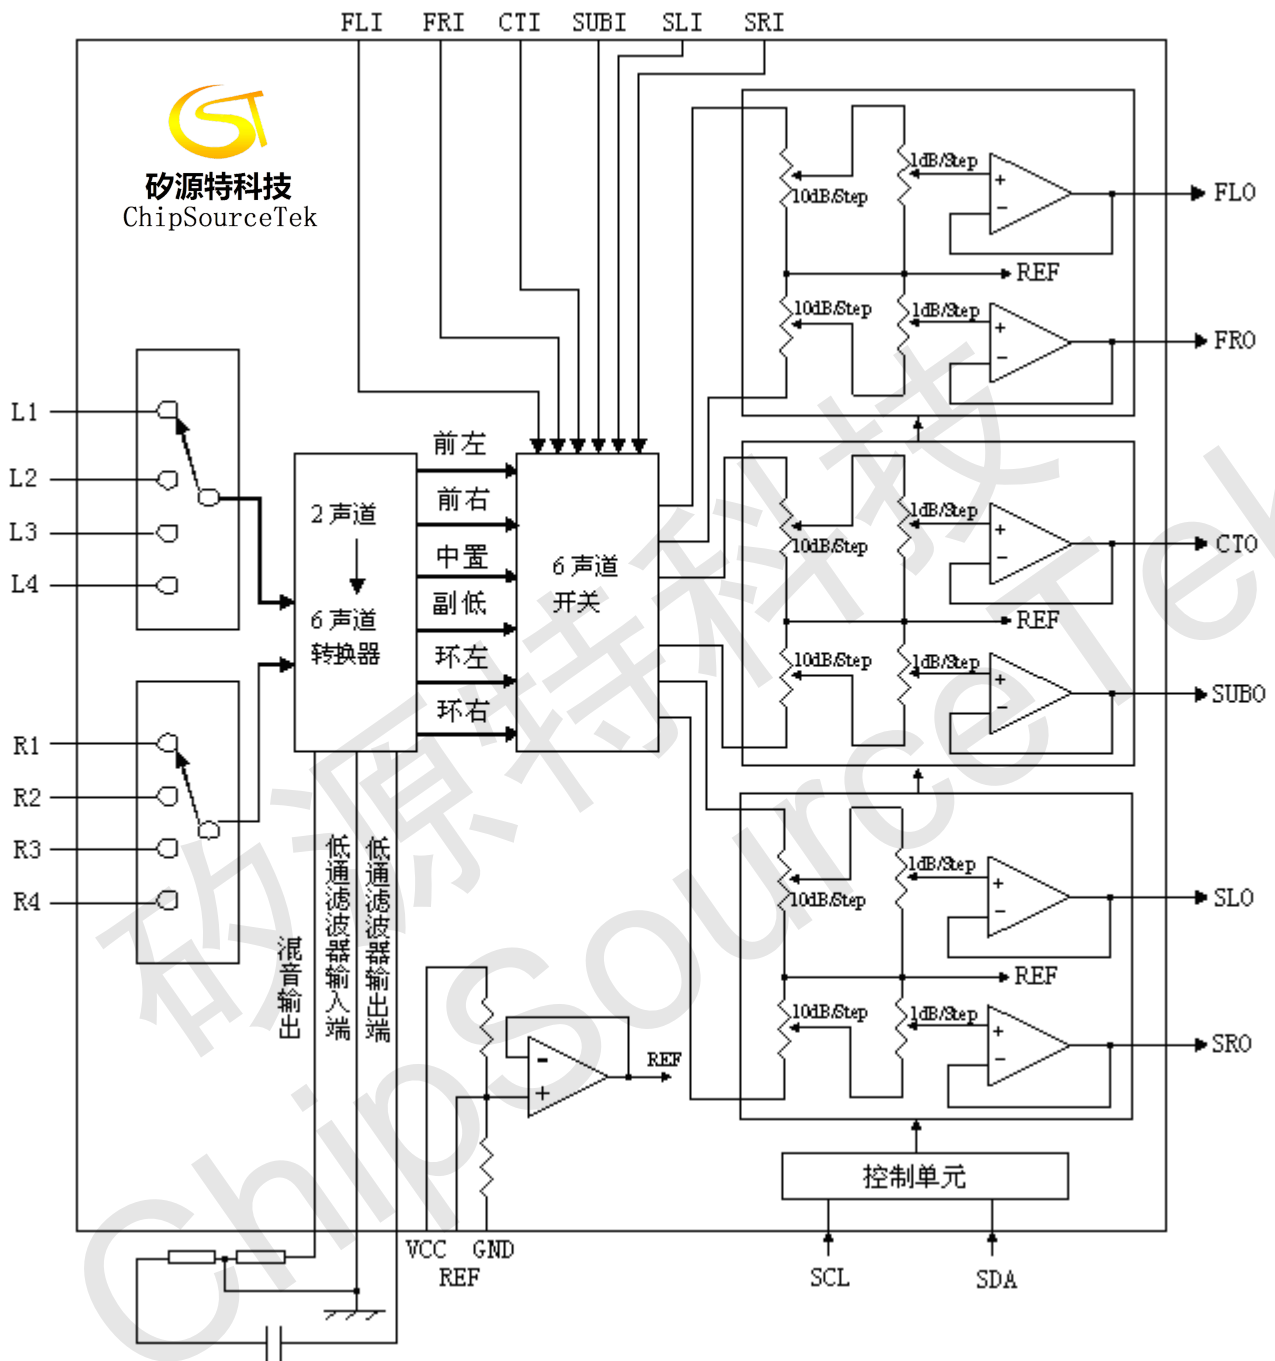 FLI FRI CTI SUBI SLI SRI
矽源特科技
ChipSourceTek
10dB/Step
1dB/Step
+
−
FLO
REF
10dB/Step
1dB/Step
+
−
FRO
L1
L2
L3
L4
R1
R2
R3
R4
2声道
6声道
转换器
前左
前右
中置
副低
环左
环右
6声道
开关
10dB/Step
1dB/Step
+
−
CTO
REF
10dB/Step
1dB/Step
+
−
SUBO
10dB/Step
1dB/Step
+
−
SLO
REF
10dB/Step
1dB/Step
+
−
SRO
混音输出
低通滤波器输入端
低通滤波器输出端
-
+
REF
控制单元
VCC GND
REF
SCL SDA
矽源特科技
ChipSourceTek